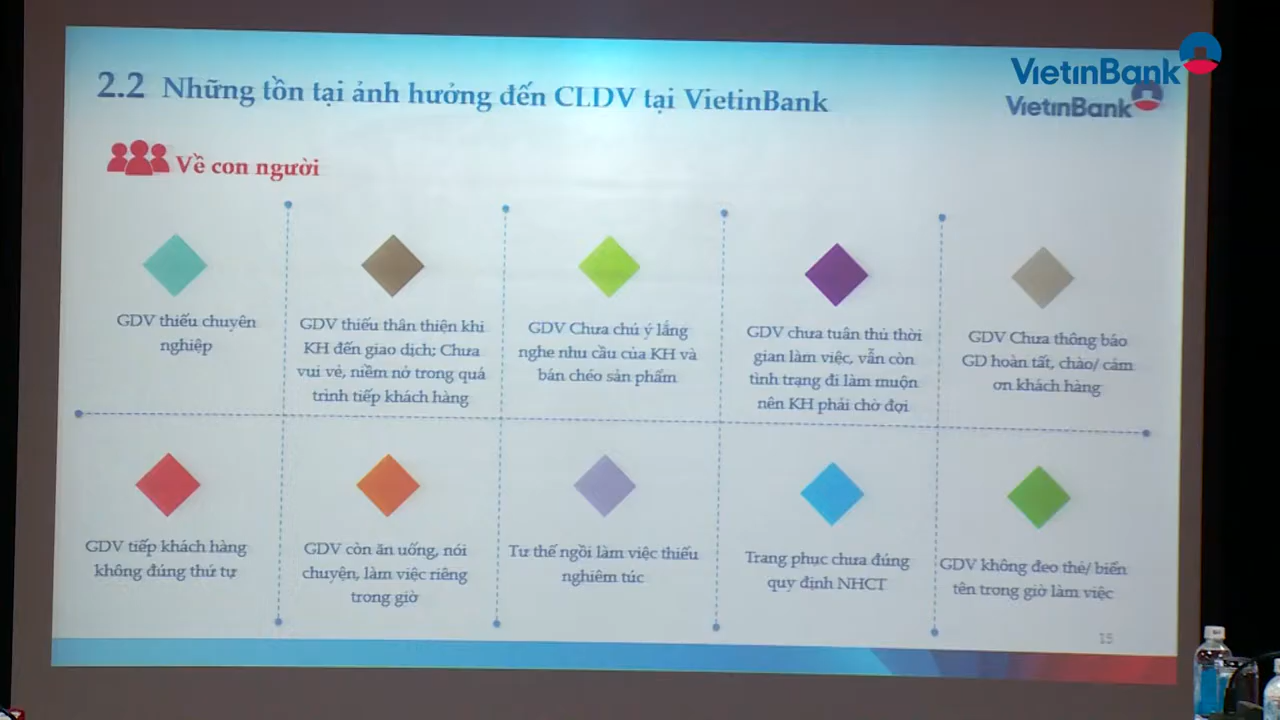 VietinBank
VietinBank
2.2 Những tồn tại ảnh hưởng đến CLDV tại VietinBank
Về con người
GDV thiếu chuyên
nghiệp
GDV thiếu thân thiện khi
KH đến giao dịch; Chưa
vui vẻ, niềm nở trong quá
trình tiếp khách hàng
GDV Chưa chú ý lắng
nghe nhu cầu của KH và
bán chéo sản phẩm
GDV chưa tuân thủ thời
gian làm việc, vẫn còn
tình trạng đi làm muộn
nên KH phải chờ đợi
GDV Chưa thông báo
GD hoàn tất, chào/ cảm
ơn khách hàng
GDV tiếp khách hàng
không đúng thứ tự
GDV còn ăn uống, nói
chuyện, làm việc riêng
trong giờ
Tư thế ngồi làm việc thiếu
nghiêm túc
Trang phục chưa đúng
quy định NHCT
GDV không đeo thẻ/ biển
tên trong giờ làm việc
15